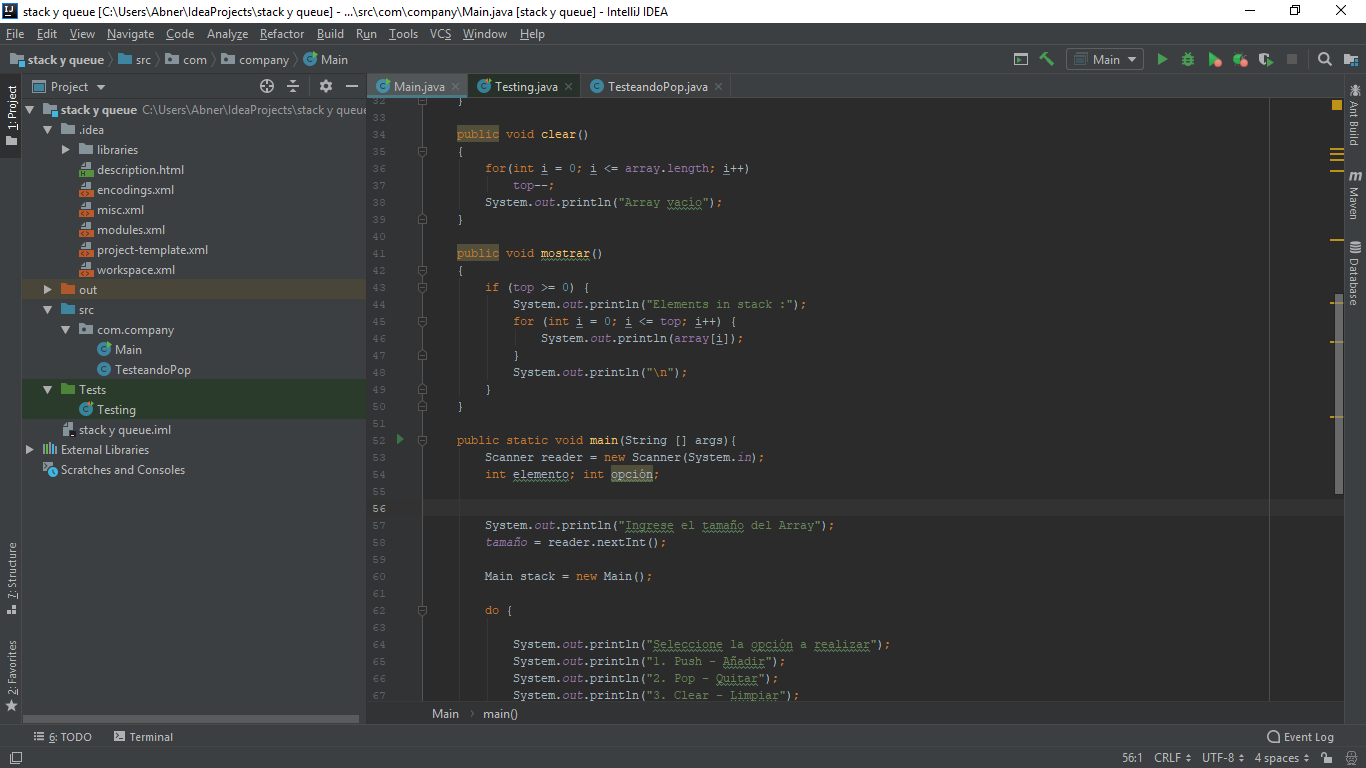 stack y queue [C:\Users\Abner\IdeaProjects\stack y queue] - ...\src\com\company\Main.java [stack y queue] - IntelliJ IDEA
File Edit View Navigate Code Analyze Refactor Build Run Tools VCS Window Help
stack y queue src com company Main
Main
Project
Main.java Testing.java TesteandoPop.java
1: Project
stack y queue C:\Users\Abner\IdeaProjects\stack y queue
.idea
libraries
description.html
encodings.xml
misc.xml
modules.xml
project-template.xml
workspace.xml
out
src
com.company
Main
TesteandoPop
Tests
Testing
stack y queue.iml
External Libraries
Scratches and Consoles
7: Structure
2: Favorites
32 }
33
34 public void clear()
35 {
36 for(int i = 0; i <= array.length; i++)
37 top--;
38 System.out.println("Array vacio");
39 }
40
41 public void mostrar()
42 {
43 if (top >= 0) {
44 System.out.println("Elements in stack :");
45 for (int i = 0; i <= top; i++) {
46 System.out.println(array[i]);
47 }
48 System.out.println("\n");
49 }
50 }
51
52 public static void main(String [] args){
53 Scanner reader = new Scanner(System.in);
54 int elemento; int opción;
55
56
57 System.out.println("Ingrese el tamaño del Array");
58 tamaño = reader.nextInt();
59
60 Main stack = new Main();
61
62 do {
63
64 System.out.println("Seleccione la opción a realizar");
65 System.out.println("1. Push - Añadir");
66 System.out.println("2. Pop - Quitar");
67 System.out.println("3. Clear - Limpiar");
Ant Build
Maven
Database
Main main()
6: TODO Terminal Event Log
56:1 CRLF UTF-8 4 spaces